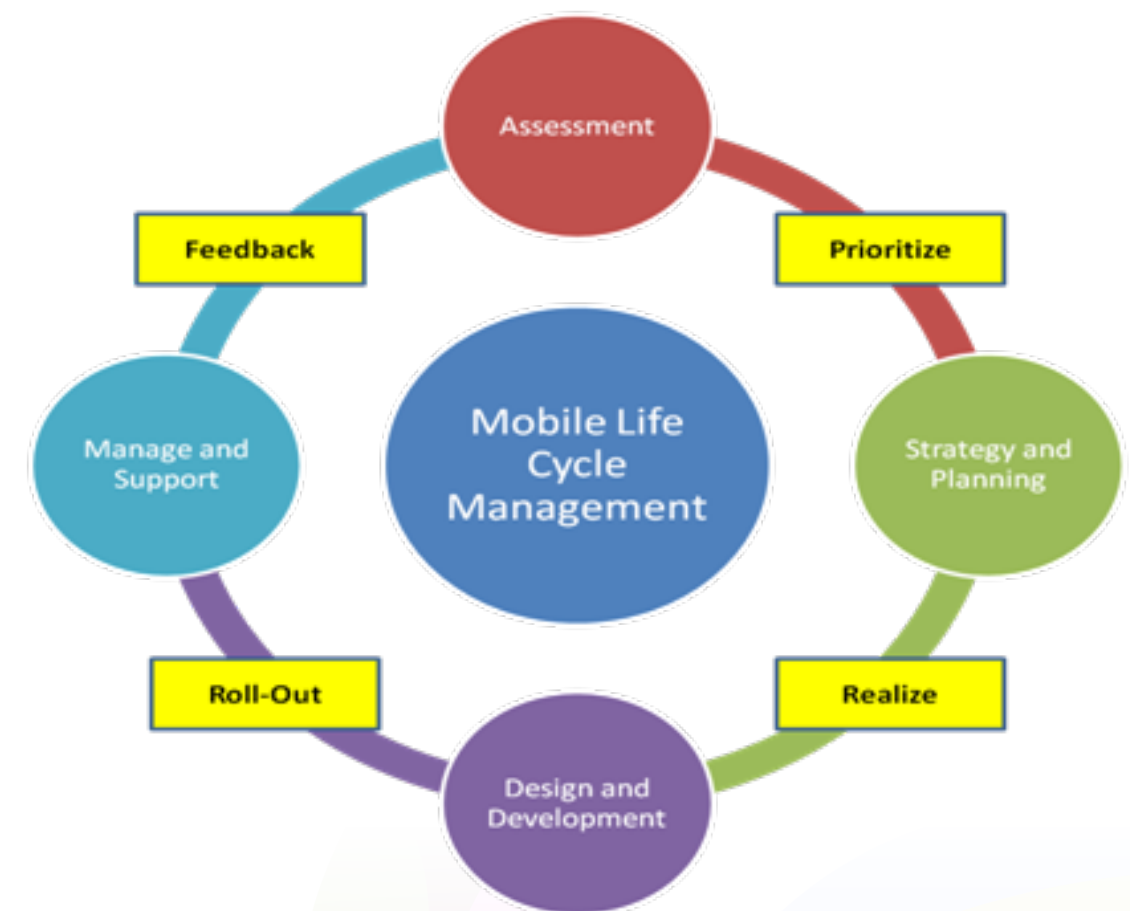 Assessment
Feedback
Prioritize
Mobile Life
Cycle
Management
Manage and
Support
Strategy and
Planning
Roll-Out
Realize
Design and
Development